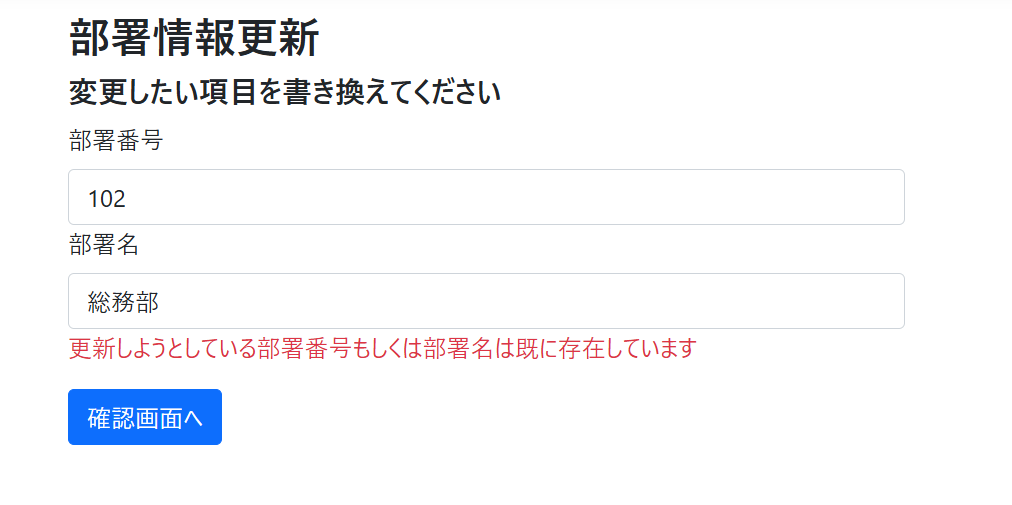 部署情報更新
変更したい項目を書き換えてください
部署番号
102
部署名
総務部
更新しようとしている部署番号もしくは部署名は既に存在しています
確認画面へ